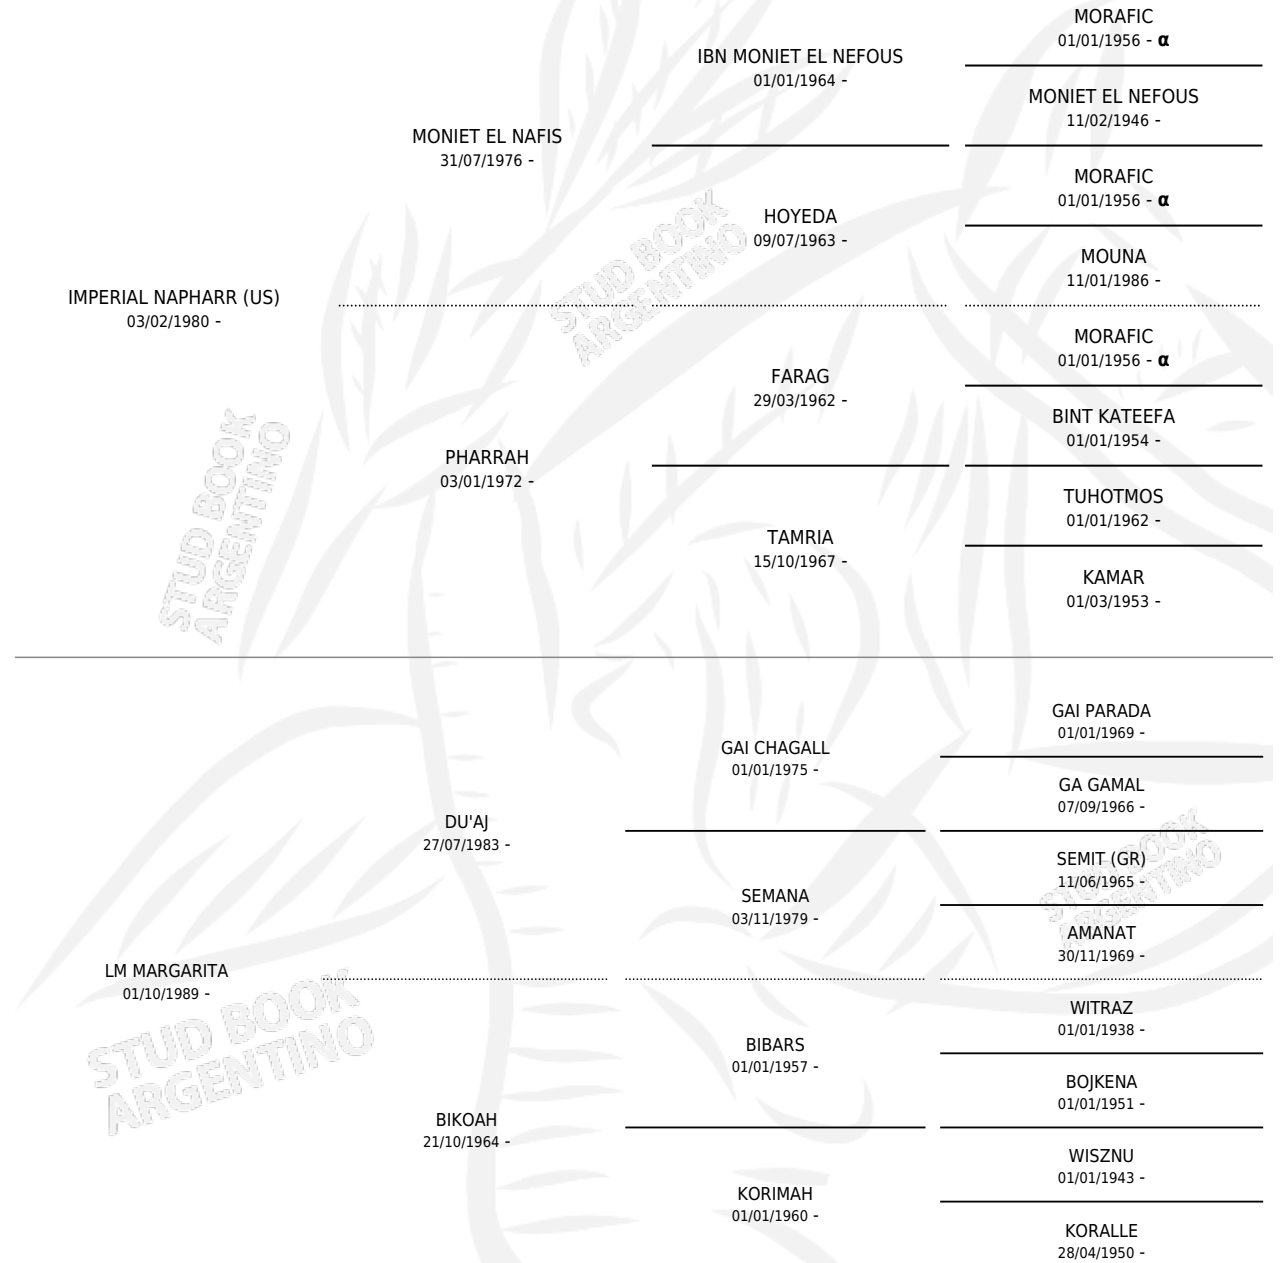 MORAFIC
01/01/1956 - α
IBN MONIET EL NEFOUS
01/01/1964 -
MONIET EL NEFOUS
11/02/1946 -
MONIET EL NAFIS
31/07/1976 -
MORAFIC
01/01/1956 - α
HOYEDA
09/07/1963 -
MOUNA
11/01/1986 -
IMPERIAL NAPHARR (US)
03/02/1980 -
MORAFIC
01/01/1956 - α
FARAG
29/03/1962 -
BINT KATEEFA
01/01/1954 -
PHARRAH
03/01/1972 -
TUHOTMOS
01/01/1962 -
TAMRIA
15/10/1967 -
KAMAR
01/03/1953 -
GAI PARADA
01/01/1969 -
GAI CHAGALL
01/01/1975 -
GA GAMAL
07/09/1966 -
DU'AJ
27/07/1983 -
SEMIT (GR)
11/06/1965 -
SEMANA
03/11/1979 -
AMANAT
30/11/1969 -
LM MARGARITA
01/10/1989 -
WITRAZ
01/01/1938 -
BIBARS
01/01/1957 -
BOJKENA
01/01/1951 -
BIKOAH
21/10/1964 -
WISZNU
01/01/1943 -
KORIMAH
01/01/1960 -
KORALLE
28/04/1950 -
STUD BOOK
ARGENTINO
STUD BOOK
ARGENTINO
STUD BOOK
ARGENTINO
STUD BOOK
ARGENTINO